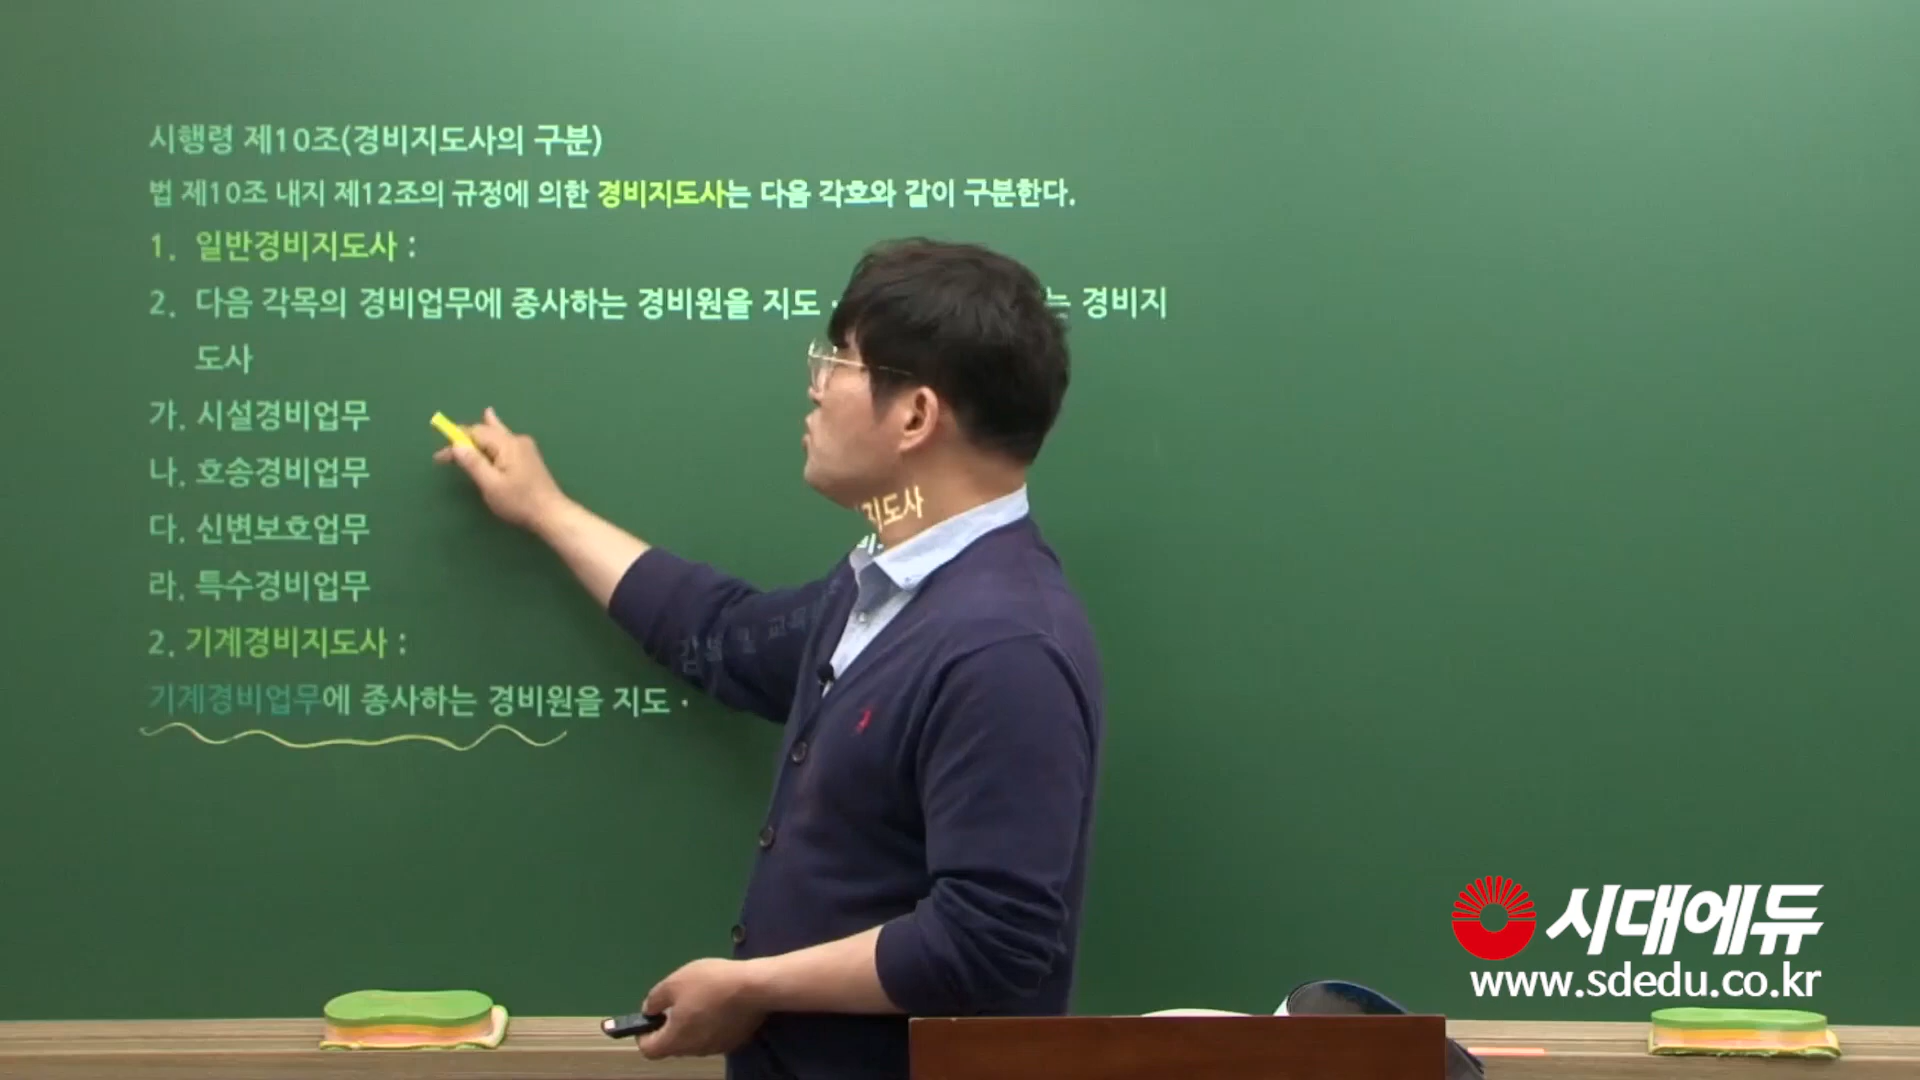 시행령 제10조(경비지도사의 구분)
법 제10조 내지 제12조의 규정에 의한 경비지도사는 다음 각호와 같이 구분한다.
1. 일반경비지도사 :
2. 다음 각목의 경비업무에 종사하는 경비원을 지도 · 는 경비지
도사
가. 시설경비업무
나. 호송경비업무
다. 신변보호업무
라. 특수경비업무
2. 기계경비지도사 :
기계경비업무에 종사하는 경비원을 지도 ·
지도사
시대에듀
www.sdedu.co.kr